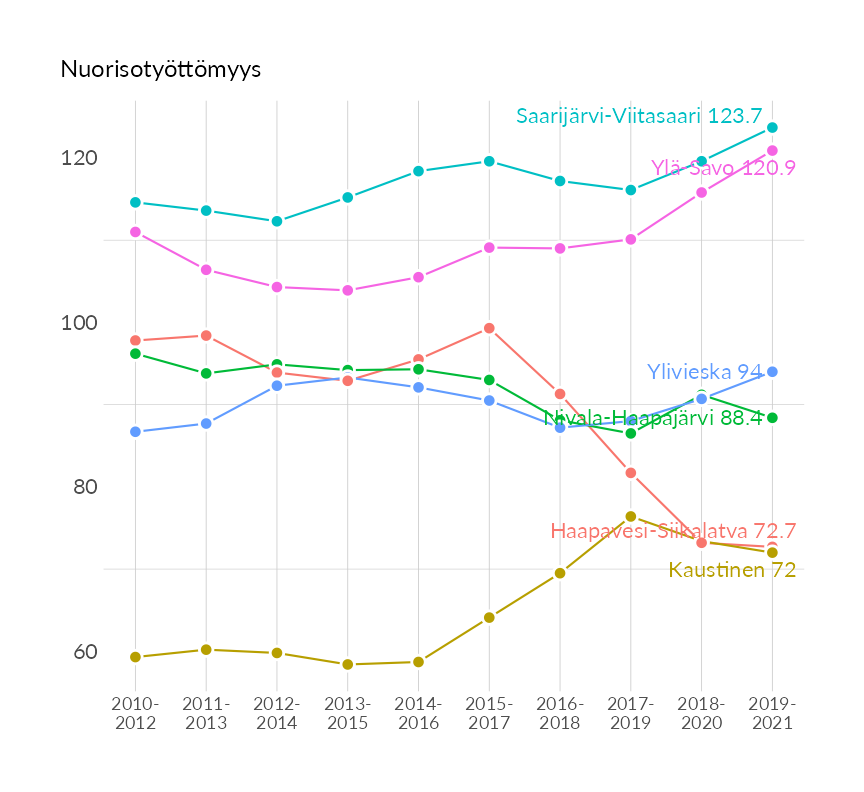 Nuorisotyöttömyys
Saarijärvi-Viitasaari 123.7
120
Ylä-Savo 120.9
100
Ylivieska 94
Nivala-Haapajärvi 88.4
80
Haapavesi-Siikalatva 72.7
Kaustinen 72
60
2010- 2011- 2012- 2013- 2014- 2015- 2016- 2017- 2018- 2019-
2012 2013 2014 2015 2016 2017 2018 2019 2020 2021